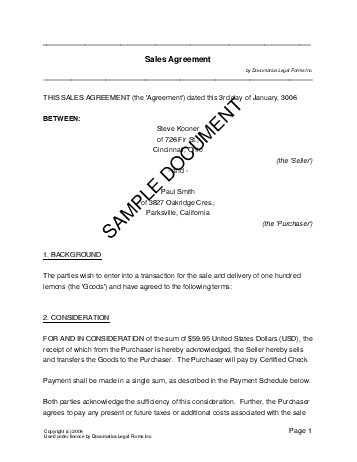 Sales Agreement
by Documatica Legal Forms Inc
THIS SALES AGREEMENT (the 'Agreement') dated this 3rd day of January, 3006
BETWEEN:
Steve Kooner
of 726 Fir St.
Cincinnati, Ohio
(the 'Seller')
- and -
Paul Smith
of 3827 Oakridge Cres.,
Parksville, California
(the 'Purchaser')
SAMPLE DOCUMENT
1. BACKGROUND
The parties wish to enter into a transaction for the sale and delivery of one hundred
lemons (the 'Goods') and have agreed to the following terms:
2. CONSIDERATION
FOR AND IN CONSIDERATION of the sum of $59.95 United States Dollars (USD), the
receipt of which from the Purchaser is hereby acknowledged, the Seller hereby sells
and transfers the Goods to the Purchaser. The Purchaser will pay by Certified Check.
Payment shall be made in a single sum, as described in the Payment Schedule below.
Both parties acknowledge the sufficiency of this consideration. Further, the Purchaser
agrees to pay any present or future taxes or additional costs associated with the sale
Copyright (c) 2006
Used under licence by Documatica Legal Forms Inc.
Page 1